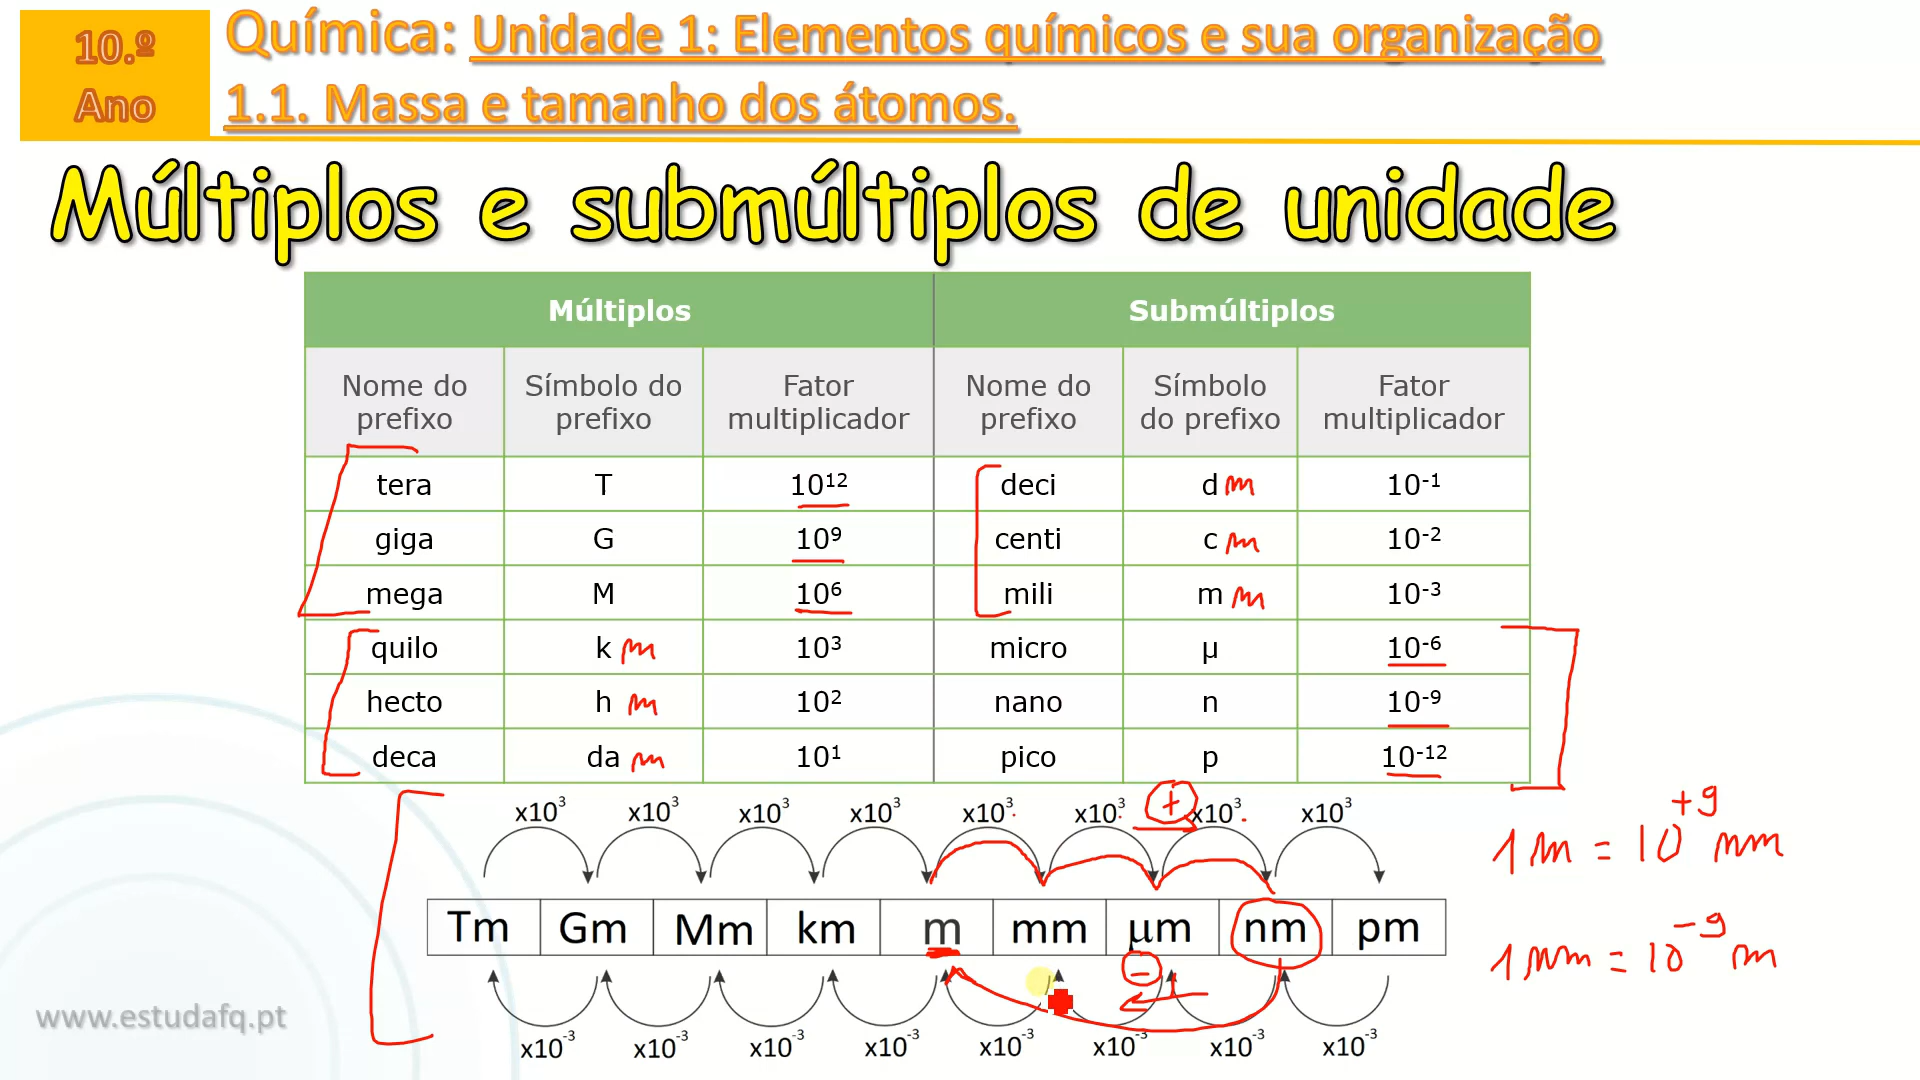 10.º
Ano
Química: Unidade 1: Elementos químicos e sua organização
1.1. Massa e tamanho dos átomos.
Múltiplos e submúltiplos de unidade
Múltiplos Submúltiplos
Nome do prefixo Símbolo do prefixo Fator multiplicador Nome do prefixo Símbolo do prefixo Fator multiplicador
tera T 10¹² deci d m 10⁻¹
giga G 10⁹ centi c m 10⁻²
mega M 10⁶ mili m m 10⁻³
quilo k m 10³ micro µ 10⁻⁶
hecto h m 10² nano n 10⁻⁹
deca da m 10¹ pico p 10⁻¹²
x10³ x10³ x10³ x10³ x10³ x10³ + x10³ x10³
1 m = 10⁺⁹ nm
Tm Gm Mm km m mm µm nm pm
−
1 nm = 10⁻⁹ m
x10⁻³ x10⁻³ x10⁻³ x10⁻³ x10⁻³ x10⁻³ x10⁻³ x10⁻³
www.estudafq.pt